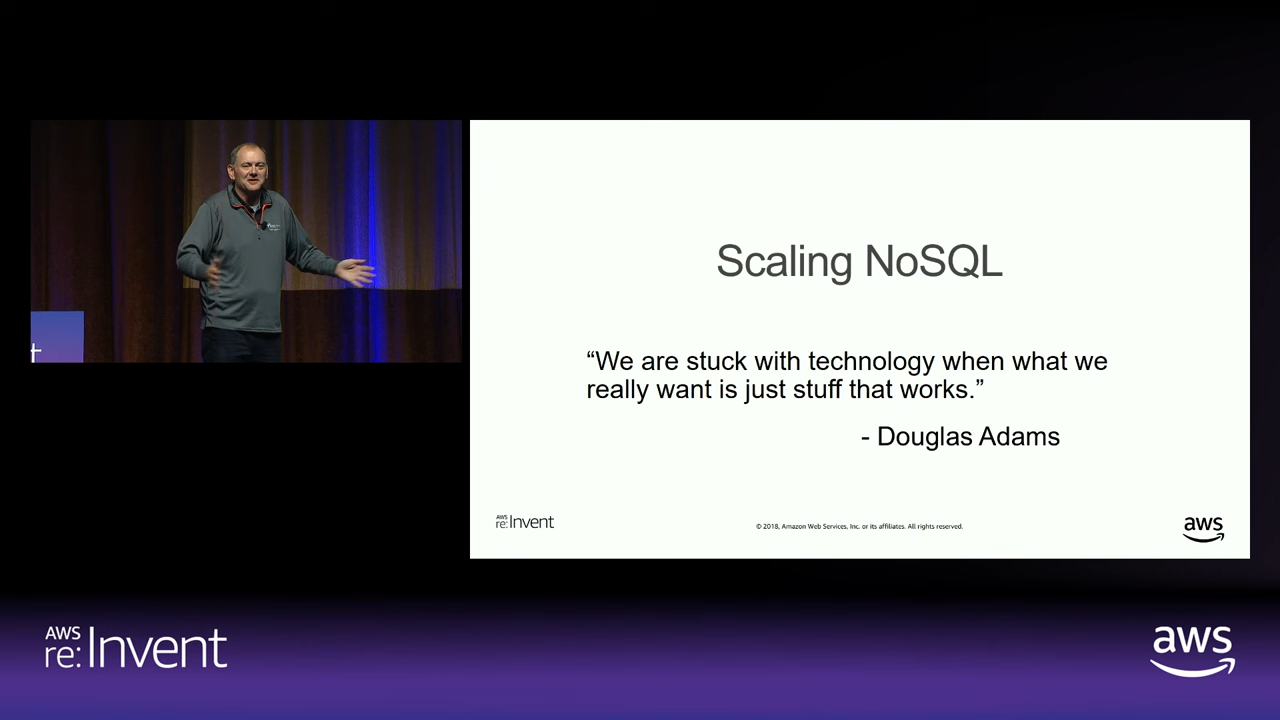 Scaling NoSQL
“We are stuck with technology when what we
really want is just stuff that works.”
- Douglas Adams
AWS
re:Invent
© 2018, Amazon Web Services, Inc. or its affiliates. All rights reserved.
aws
AWS
re:Invent
aws